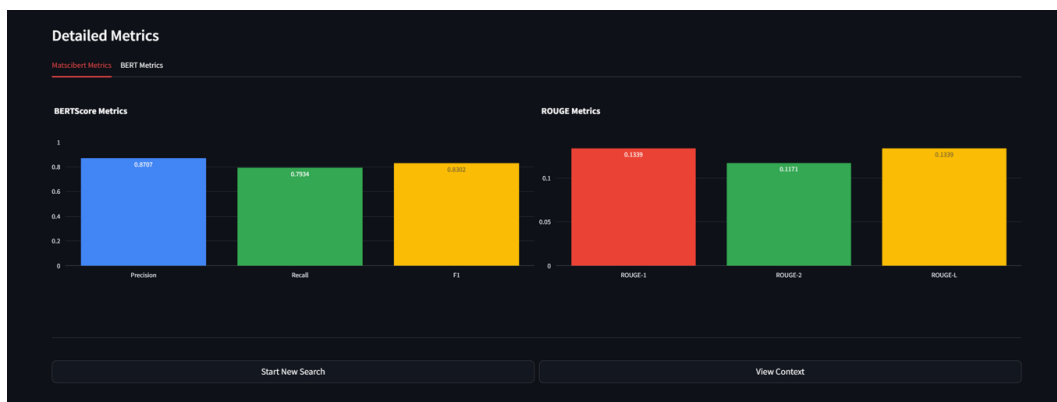 Detailed Metrics
Matscibert Metrics BERT Metrics
BERTScore Metrics
1
0.8
0.6
0.4
0.2
0
0.8707
0.7934
0.8302
Precision Recall F1
ROUGE Metrics
0.1
0.05
0
0.1339
0.1171
0.1339
ROUGE-1 ROUGE-2 ROUGE-L
Start New Search View Context